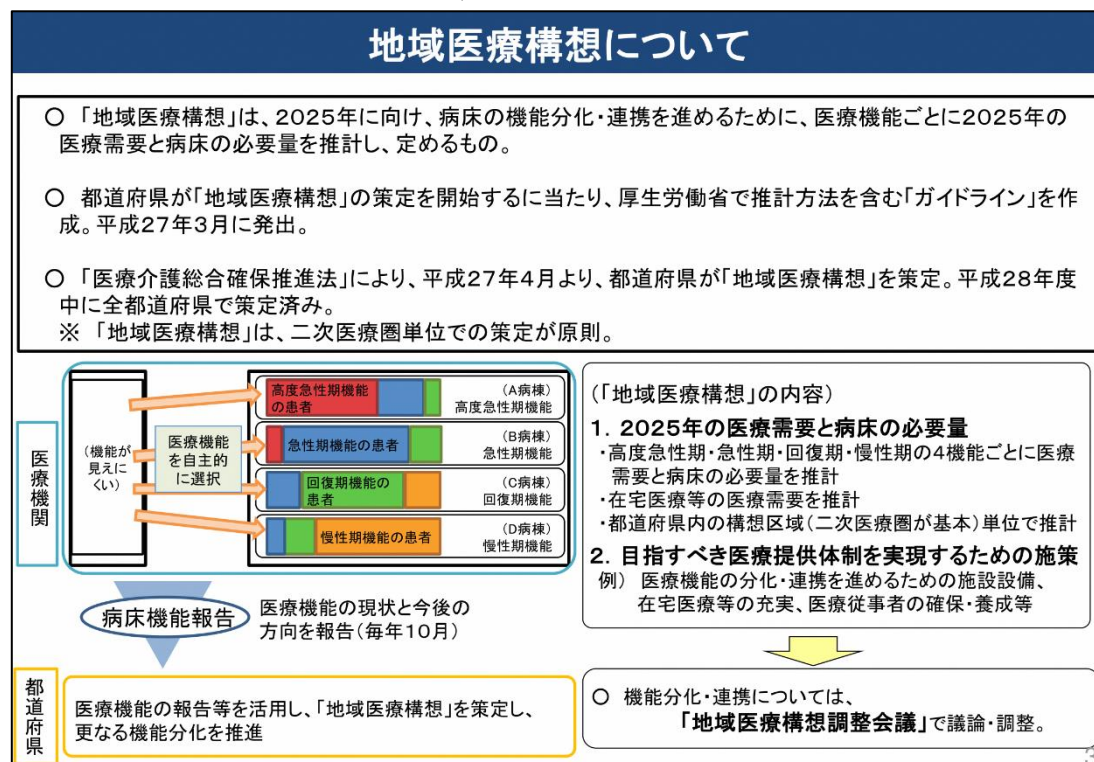 地域医療構想について
○ 「地域医療構想」は、2025年に向け、病床の機能分化・連携を進めるために、医療機能ごとに2025年の
医療需要と病床の必要量を推計し、定めるもの。
○ 都道府県が「地域医療構想」の策定を開始するに当たり、厚生労働省で推計方法を含む「ガイドライン」を作
成。平成27年3月に発出。
○ 「医療介護総合確保推進法」により、平成27年4月より、都道府県が「地域医療構想」を策定。平成28年度
中に全都道府県で策定済み。
※ 「地域医療構想」は、二次医療圏単位での策定が原則。
医療機関
(機能が
見えに
くい)
医療機能
を自主的
に選択
高度急性期機能
の患者
(A病棟)
高度急性期機能
急性期機能の患者
(B病棟)
急性期機能
回復期機能の
患者
(C病棟)
回復期機能
慢性期機能の患者
(D病棟)
慢性期機能
病床機能報告
医療機能の現状と今後の
方向を報告(毎年10月)
都道府県
医療機能の報告等を活用し、「地域医療構想」を策定し、
更なる機能分化を推進
(「地域医療構想」の内容)
1.2025年の医療需要と病床の必要量
・高度急性期・急性期・回復期・慢性期の4機能ごとに医療
需要と病床の必要量を推計
・在宅医療等の医療需要を推計
・都道府県内の構想区域(二次医療圏が基本)単位で推計
2.目指すべき医療提供体制を実現するための施策
例) 医療機能の分化・連携を進めるための施設設備、
在宅医療等の充実、医療従事者の確保・養成等
○ 機能分化・連携については、
「地域医療構想調整会議」で議論・調整。
3